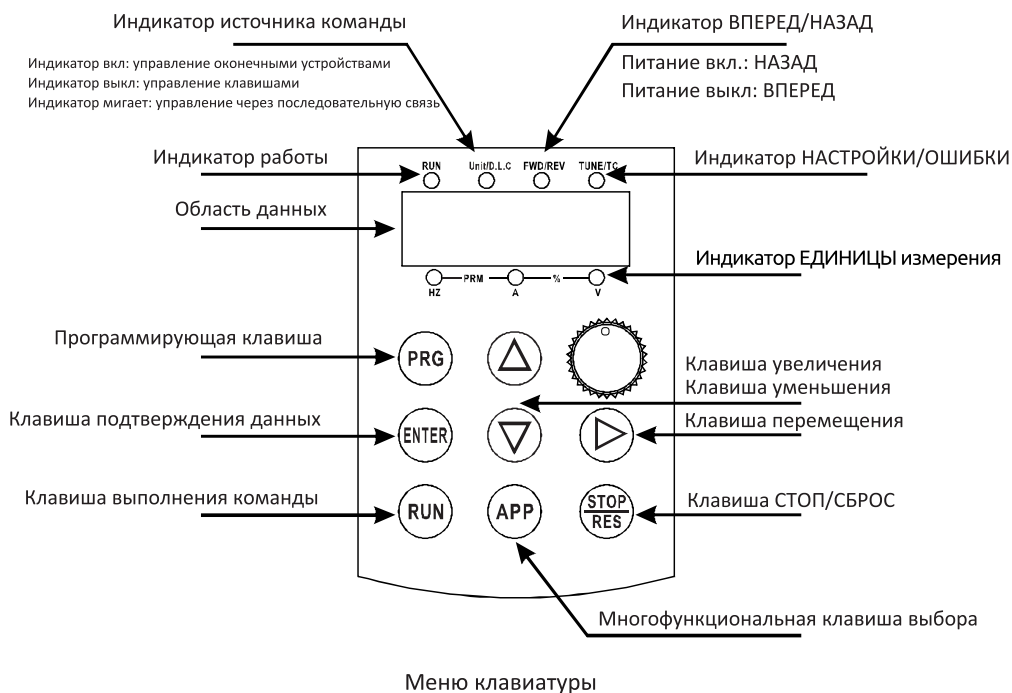 Индикатор источника команды
Индикатор ВПЕРЕД/НАЗАД
Индикатор вкл: управление оконечными устройствами
Индикатор выкл: управление клавишами
Индикатор мигает: управление через последовательную связь
Питание вкл.: НАЗАД
Питание выкл: ВПЕРЕД
Индикатор работы
RUN Unit/D.L.C FWD/REV TUNE/TC
Индикатор НАСТРОЙКИ/ОШИБКИ
Область данных
Индикатор ЕДИНИЦЫ измерения
PRM %
HZ A V
Программирующая клавиша
PRG
Клавиша увеличения
Клавиша уменьшения
Клавиша подтверждения данных
ENTER
Клавиша перемещения
Клавиша выполнения команды
RUN
APP
STOP
RES
Клавиша СТОП/СБРОС
Многофункциональная клавиша выбора
Меню клавиатуры